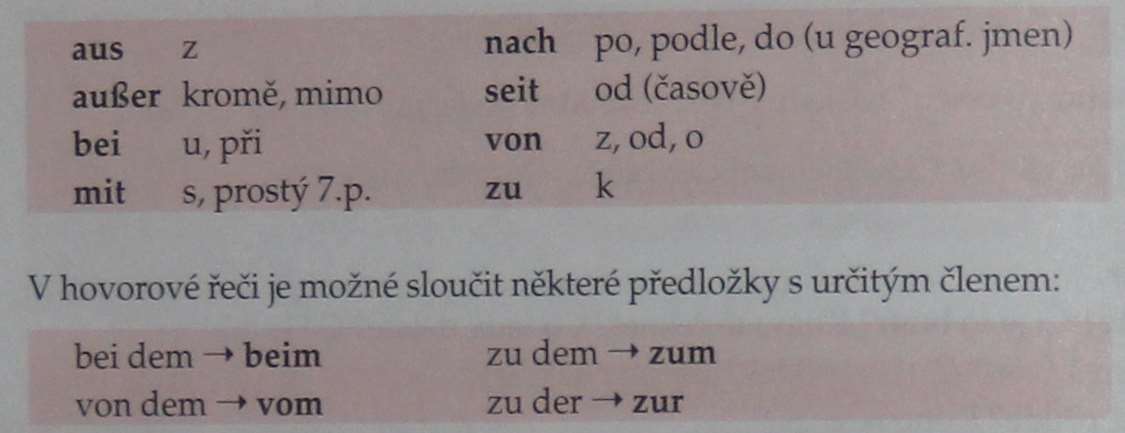 aus z nach po, podle, do (u geograf. jmen)
außer kromě, mimo seit od (časově)
bei u, při von z, od, o
mit s, prostý 7.p. zu k
V hovorové řeči je možné sloučit některé předložky s určitým členem:
bei dem → beim zu dem → zum
von dem → vom zu der → zur